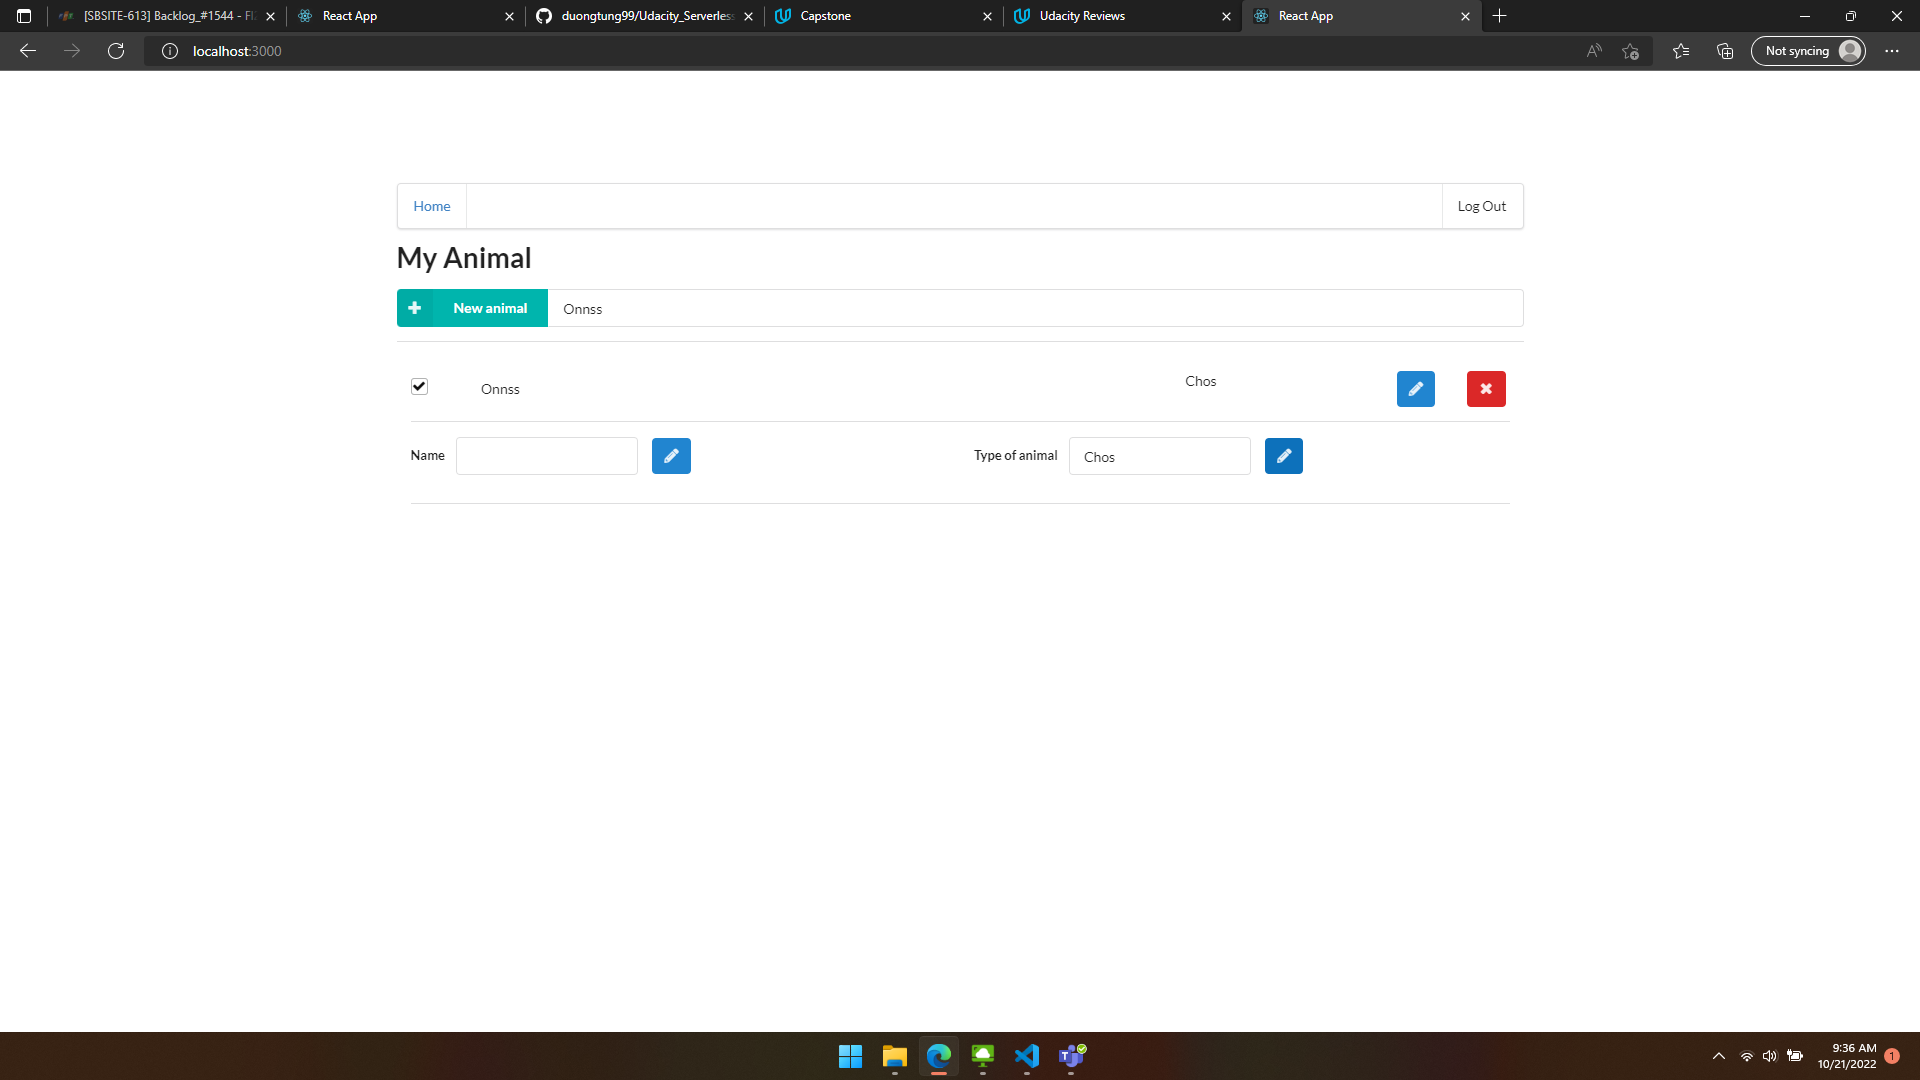 [SBSITE-613] Backlog_#1544 - FI
React App
duongtung99/Udacity_Serverless
Capstone
Udacity Reviews
React App
localhost:3000
Not syncing
Home
Log Out
My Animal
New animal
Onnss
Onnss
Chos
Name
Type of animal
Chos
9:36 AM
10/21/2022
1